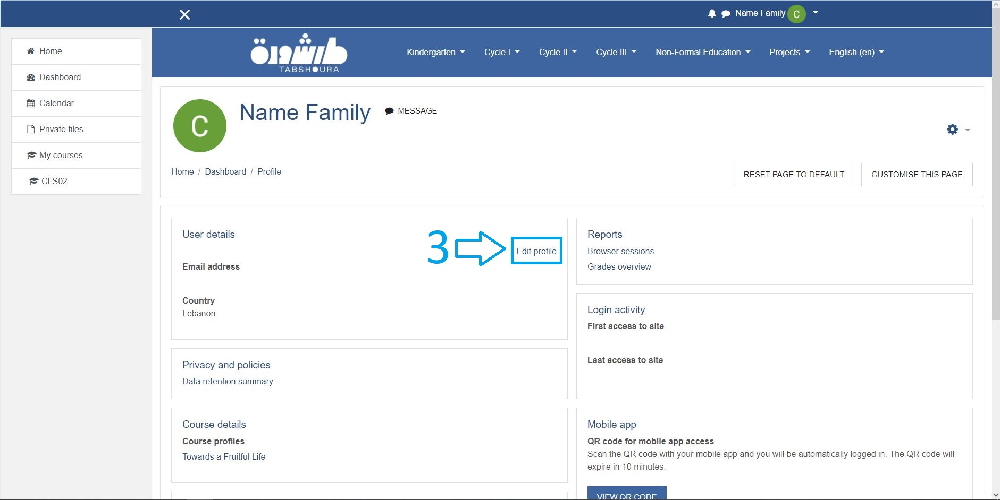 Name Family C
Home
Dashboard
Calendar
Private files
My courses
CLS02
طبشورة
TABSHOURA
Kindergarten Cycle I Cycle II Cycle III Non-Formal Education Projects English (en)
C
Name Family MESSAGE
Home / Dashboard / Profile
RESET PAGE TO DEFAULT CUSTOMISE THIS PAGE
User details
3
Edit profile
Email address
Country
Lebanon
Privacy and policies
Data retention summary
Course details
Course profiles
Towards a Fruitful Life
Reports
Browser sessions
Grades overview
Login activity
First access to site
Last access to site
Mobile app
QR code for mobile app access
Scan the QR code with your mobile app and you will be automatically logged in. The QR code will
expire in 10 minutes.
VIEW QR CODE